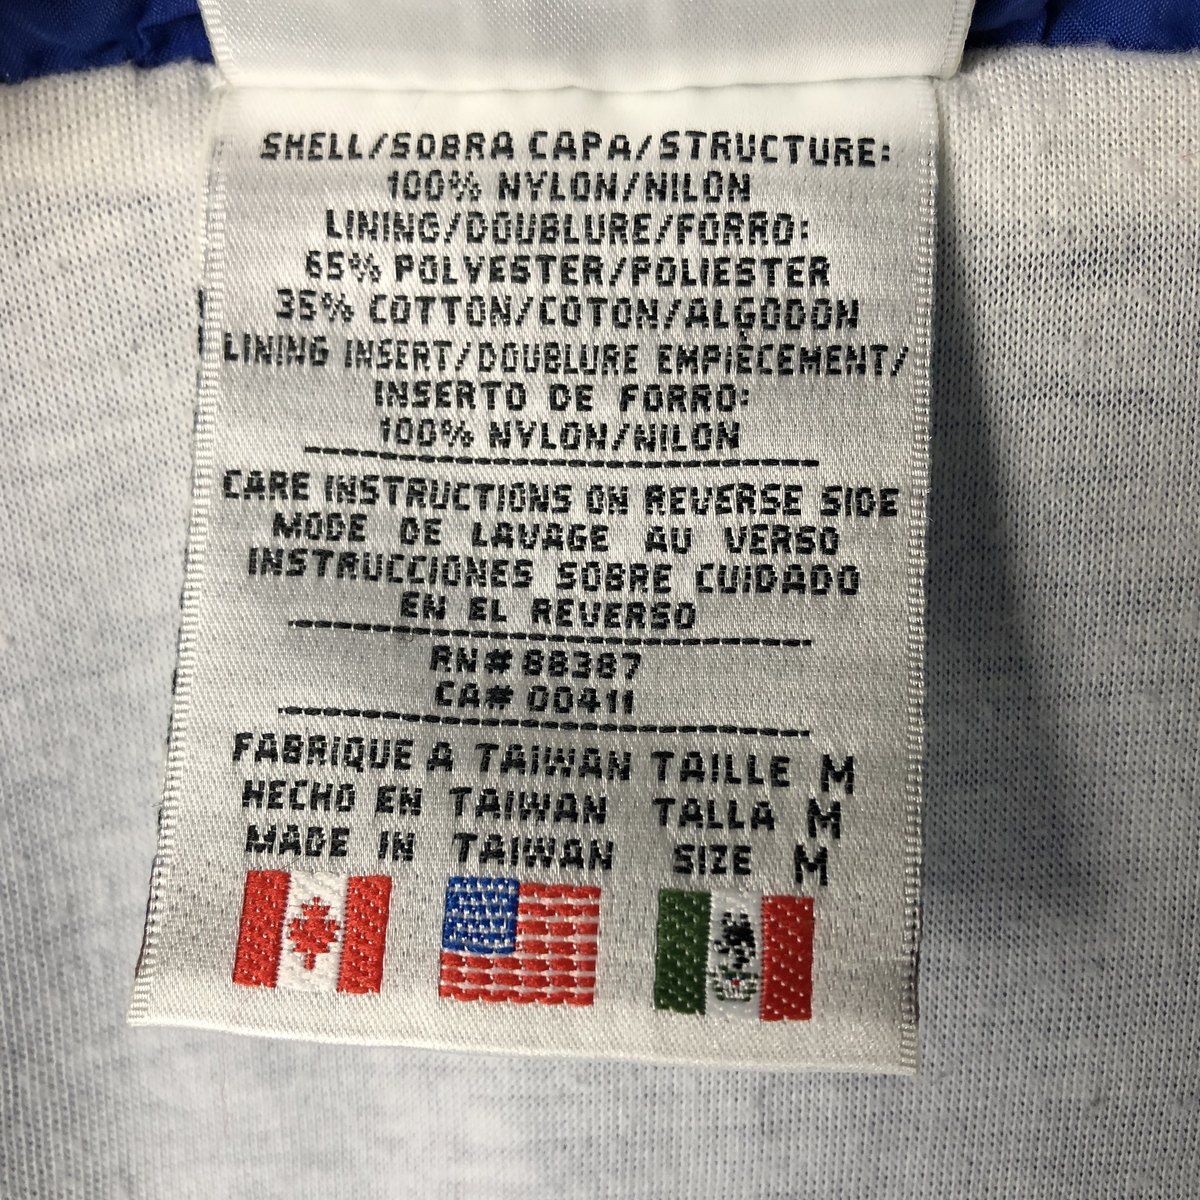 SHELL/SOBRA CAPA/STRUCTURE:
100% NYLON/NILON
LINING/DOUBLURE/FORRO:
65% POLYESTER/POLIESTER
35% COTTON/COTON/ALGODON
LINING INSERT/DOUBLURE EMPIÈCEMENT/
INSERTO DE FORRO:
100% NYLON/NILON
CARE INSTRUCTIONS ON REVERSE SIDE
MODE DE LAVAGE AU VERSO
INSTRUCCIONES SOBRE CUIDADO
EN EL REVERSO
RN# 88387
CA# 00411
FABRIQUE A TAIWAN TAILLE M
HECHO EN TAIWAN TALLA M
MADE IN TAIWAN SIZE M